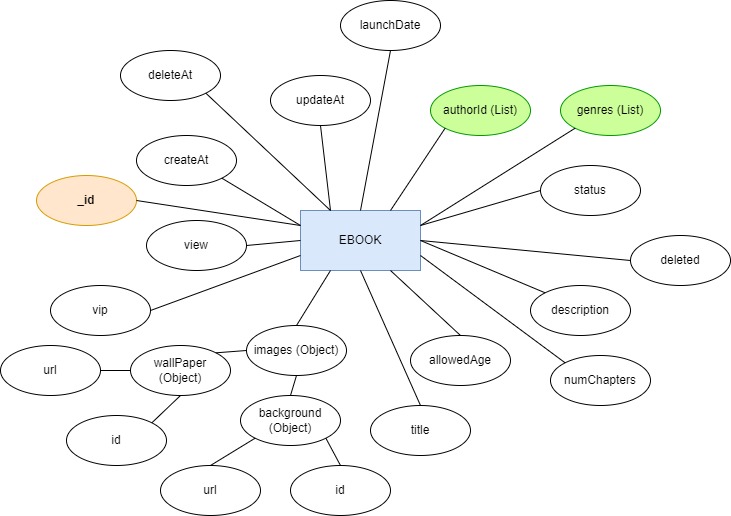 launchDate
deleteAt
updateAt
authorId (List)
genres (List)
createAt
_id
status
view
EBOOK
deleted
vip
description
images (Object)
wallPaper
(Object)
url
allowedAge
numChapters
background
(Object)
title
id
url
id